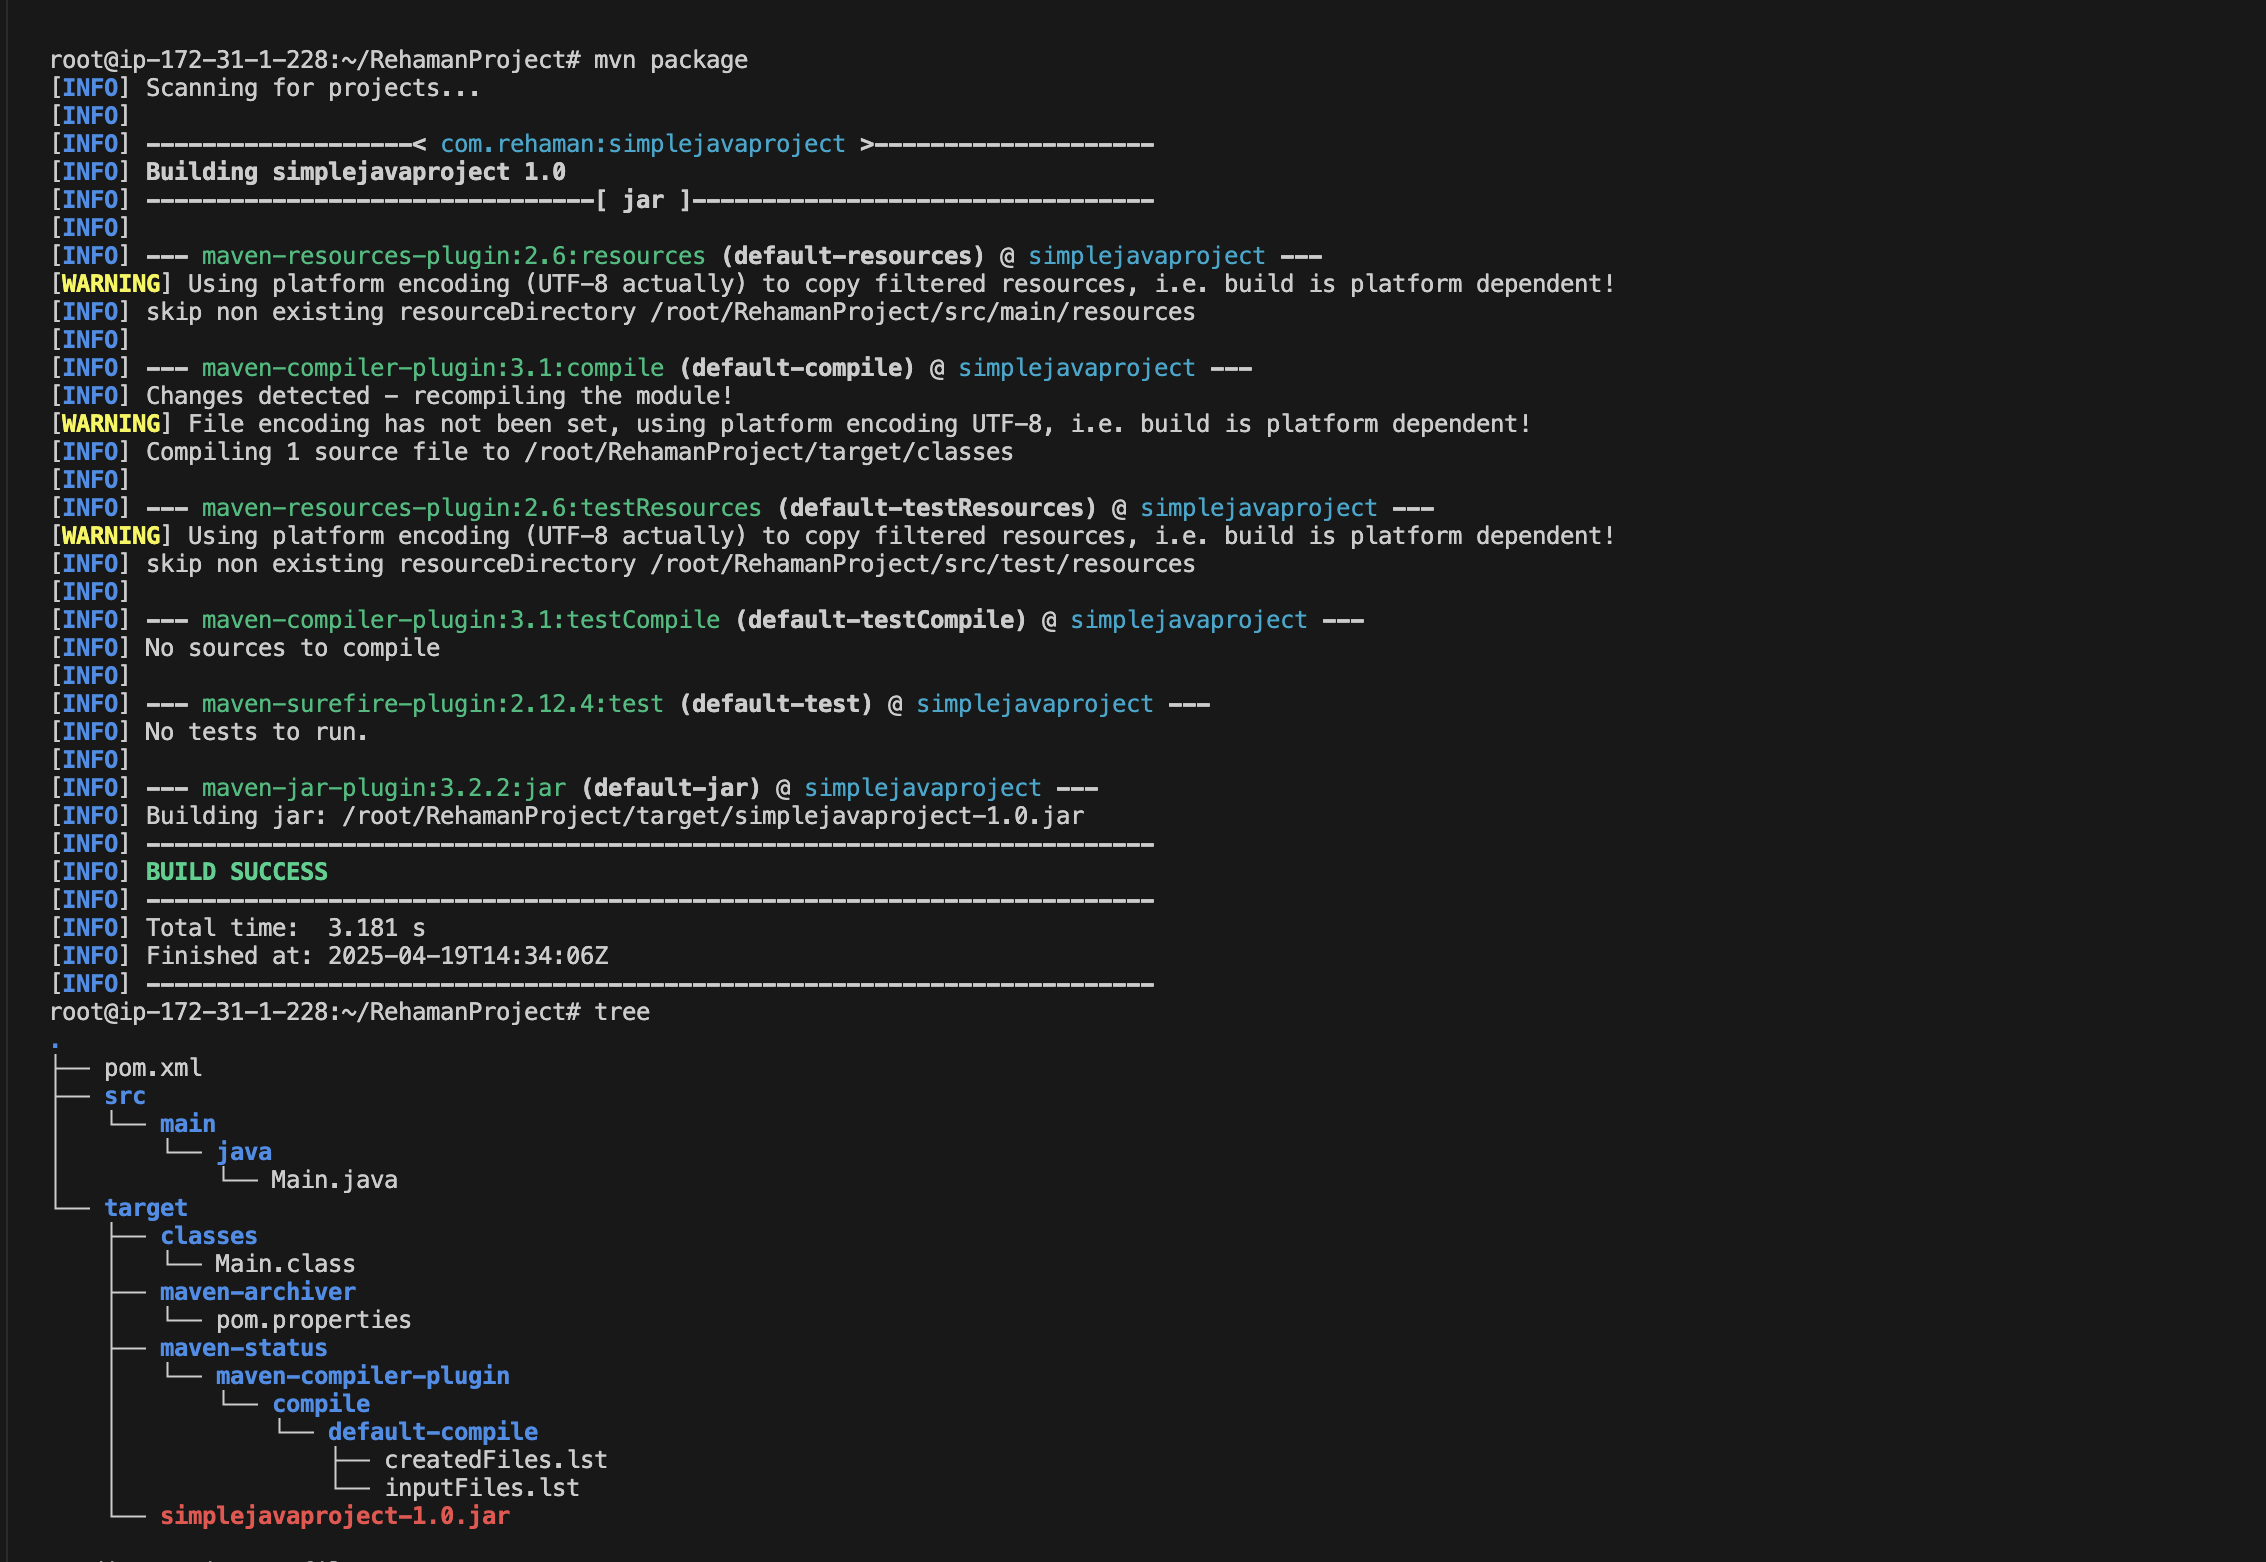 root@ip-172-31-1-228:~/RehamanProject# mvn package
[INFO] Scanning for projects...
[INFO]
[INFO] -------------------< com.rehaman:simplejavaproject >--------------------
[INFO] Building simplejavaproject 1.0
[INFO] --------------------------------[ jar ]---------------------------------
[INFO]
[INFO] --- maven-resources-plugin:2.6:resources (default-resources) @ simplejavaproject ---
[WARNING] Using platform encoding (UTF-8 actually) to copy filtered resources, i.e. build is platform dependent!
[INFO] skip non existing resourceDirectory /root/RehamanProject/src/main/resources
[INFO]
[INFO] --- maven-compiler-plugin:3.1:compile (default-compile) @ simplejavaproject ---
[INFO] Changes detected - recompiling the module!
[WARNING] File encoding has not been set, using platform encoding UTF-8, i.e. build is platform dependent!
[INFO] Compiling 1 source file to /root/RehamanProject/target/classes
[INFO]
[INFO] --- maven-resources-plugin:2.6:testResources (default-testResources) @ simplejavaproject ---
[WARNING] Using platform encoding (UTF-8 actually) to copy filtered resources, i.e. build is platform dependent!
[INFO] skip non existing resourceDirectory /root/RehamanProject/src/test/resources
[INFO]
[INFO] --- maven-compiler-plugin:3.1:testCompile (default-testCompile) @ simplejavaproject ---
[INFO] No sources to compile
[INFO]
[INFO] --- maven-surefire-plugin:2.12.4:test (default-test) @ simplejavaproject ---
[INFO] No tests to run.
[INFO]
[INFO] --- maven-jar-plugin:3.2.2:jar (default-jar) @ simplejavaproject ---
[INFO] Building jar: /root/RehamanProject/target/simplejavaproject-1.0.jar
[INFO] ------------------------------------------------------------------------
[INFO] BUILD SUCCESS
[INFO] ------------------------------------------------------------------------
[INFO] Total time:  3.181 s
[INFO] Finished at: 2025-04-19T14:34:06Z
[INFO] ------------------------------------------------------------------------
root@ip-172-31-1-228:~/RehamanProject# tree
.
├── pom.xml
├── src
│   └── main
│       └── java
│           └── Main.java
└── target
    ├── classes
    │   └── Main.class
    ├── maven-archiver
    │   └── pom.properties
    ├── maven-status
    │   └── maven-compiler-plugin
    │       └── compile
    │           └── default-compile
    │               ├── createdFiles.lst
    │               └── inputFiles.lst
    └── simplejavaproject-1.0.jar